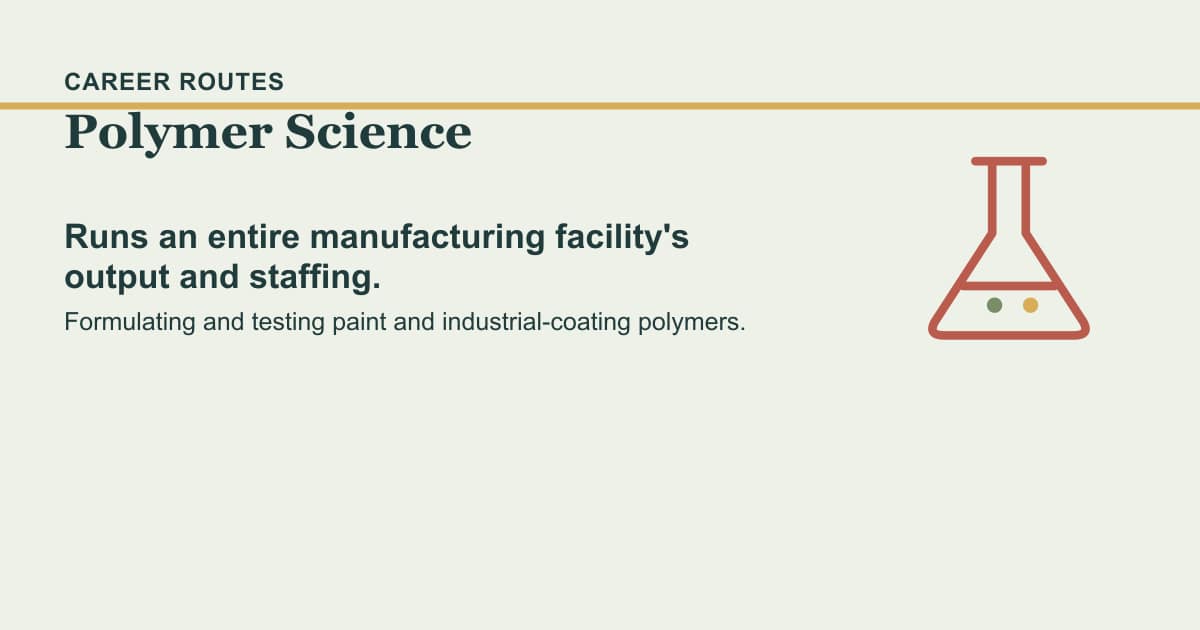 CAREER ROUTES
Polymer Science
Runs an entire manufacturing facility's
output and staffing.
Formulating and testing paint and industrial-coating polymers.